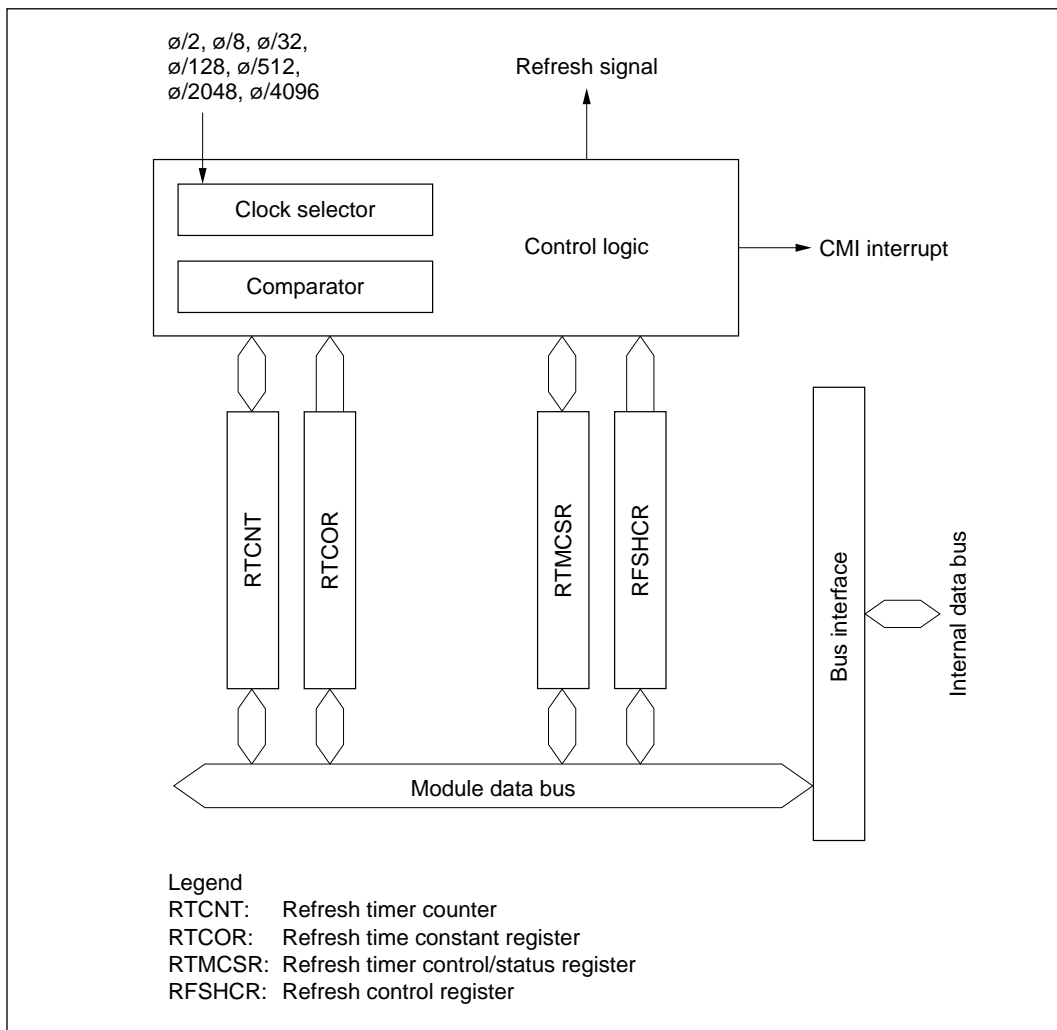 ø/2, ø/8, ø/32,
ø/128, ø/512,
ø/2048, ø/4096
Refresh signal
Clock selector
Control logic
CMI interrupt
Comparator
RTCNT
RTCOR
RTMCSR
RFSHCR
Bus interface
Internal data bus
Module data bus
Legend
RTCNT: Refresh timer counter
RTCOR: Refresh time constant register
RTMCSR: Refresh timer control/status register
RFSHCR: Refresh control register